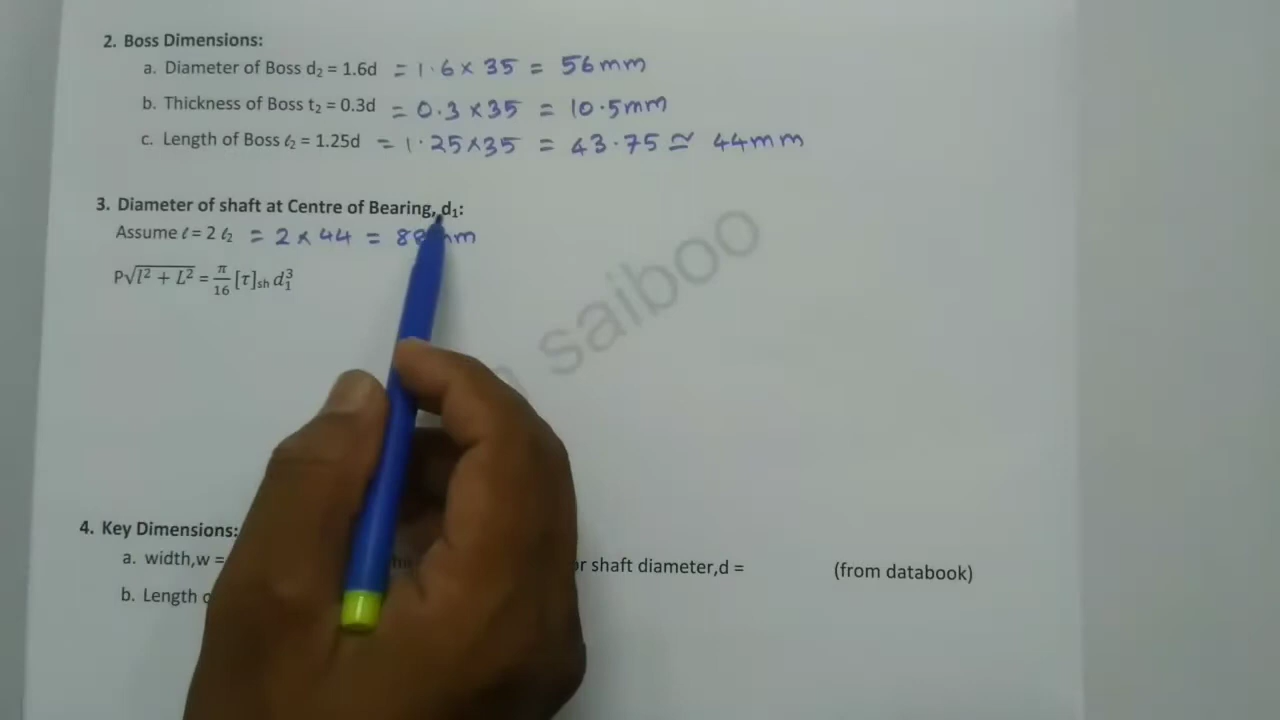 2. Boss Dimensions:
a. Diameter of Boss d₂ = 1.6d = 1.6 × 35 = 56mm
b. Thickness of Boss t₂ = 0.3d = 0.3 × 35 = 10.5mm
c. Length of Boss ℓ₂ = 1.25d = 1.25 × 35 = 43.75 ≅ 44mm
3. Diameter of shaft at Centre of Bearing, d₁:
Assume ℓ = 2 ℓ₂ = 2 × 44 = 88
P√(l² + L²) = π/16 [τ]sh d₁³
saiboo
4. Key Dimensions:
a. width,w = shaft diameter,d = (from databook)
b. Length